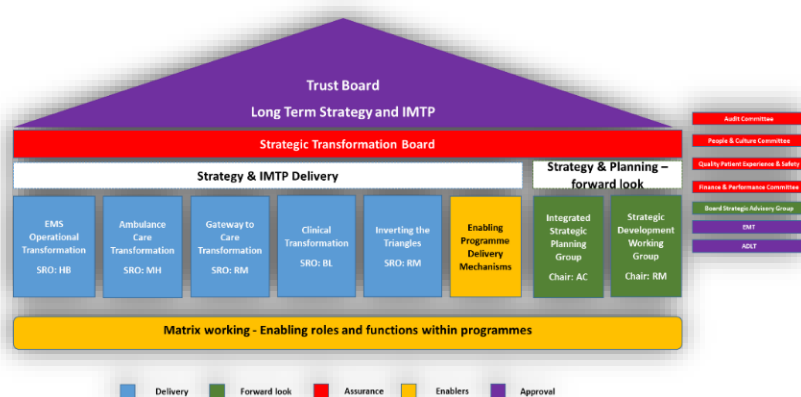 Trust Board
Long Term Strategy and IMTP
Strategic Transformation Board
Strategy & IMTP Delivery
Strategy & Planning –
forward look
EMS
Operational
Transformation
SRO: HB
Ambulance
Care
Transformation
SRO: MH
Gateway to
Care
Transformation
SRO: RM
Clinical
Transformation
SRO: BL
Inverting the
Triangles
SRO: RM
Enabling
Programme
Delivery
Mechanisms
Integrated
Strategic
Planning
Group
Chair: AC
Strategic
Development
Working
Group
Chair: RM
Matrix working - Enabling roles and functions within programmes
Audit Committee
People & Culture Committee
Quality Patient Experience & Safety
Finance & Performance Committee
Board Strategic Advisory Group
EMT
ADLT
Delivery
Forward look
Assurance
Enablers
Approval